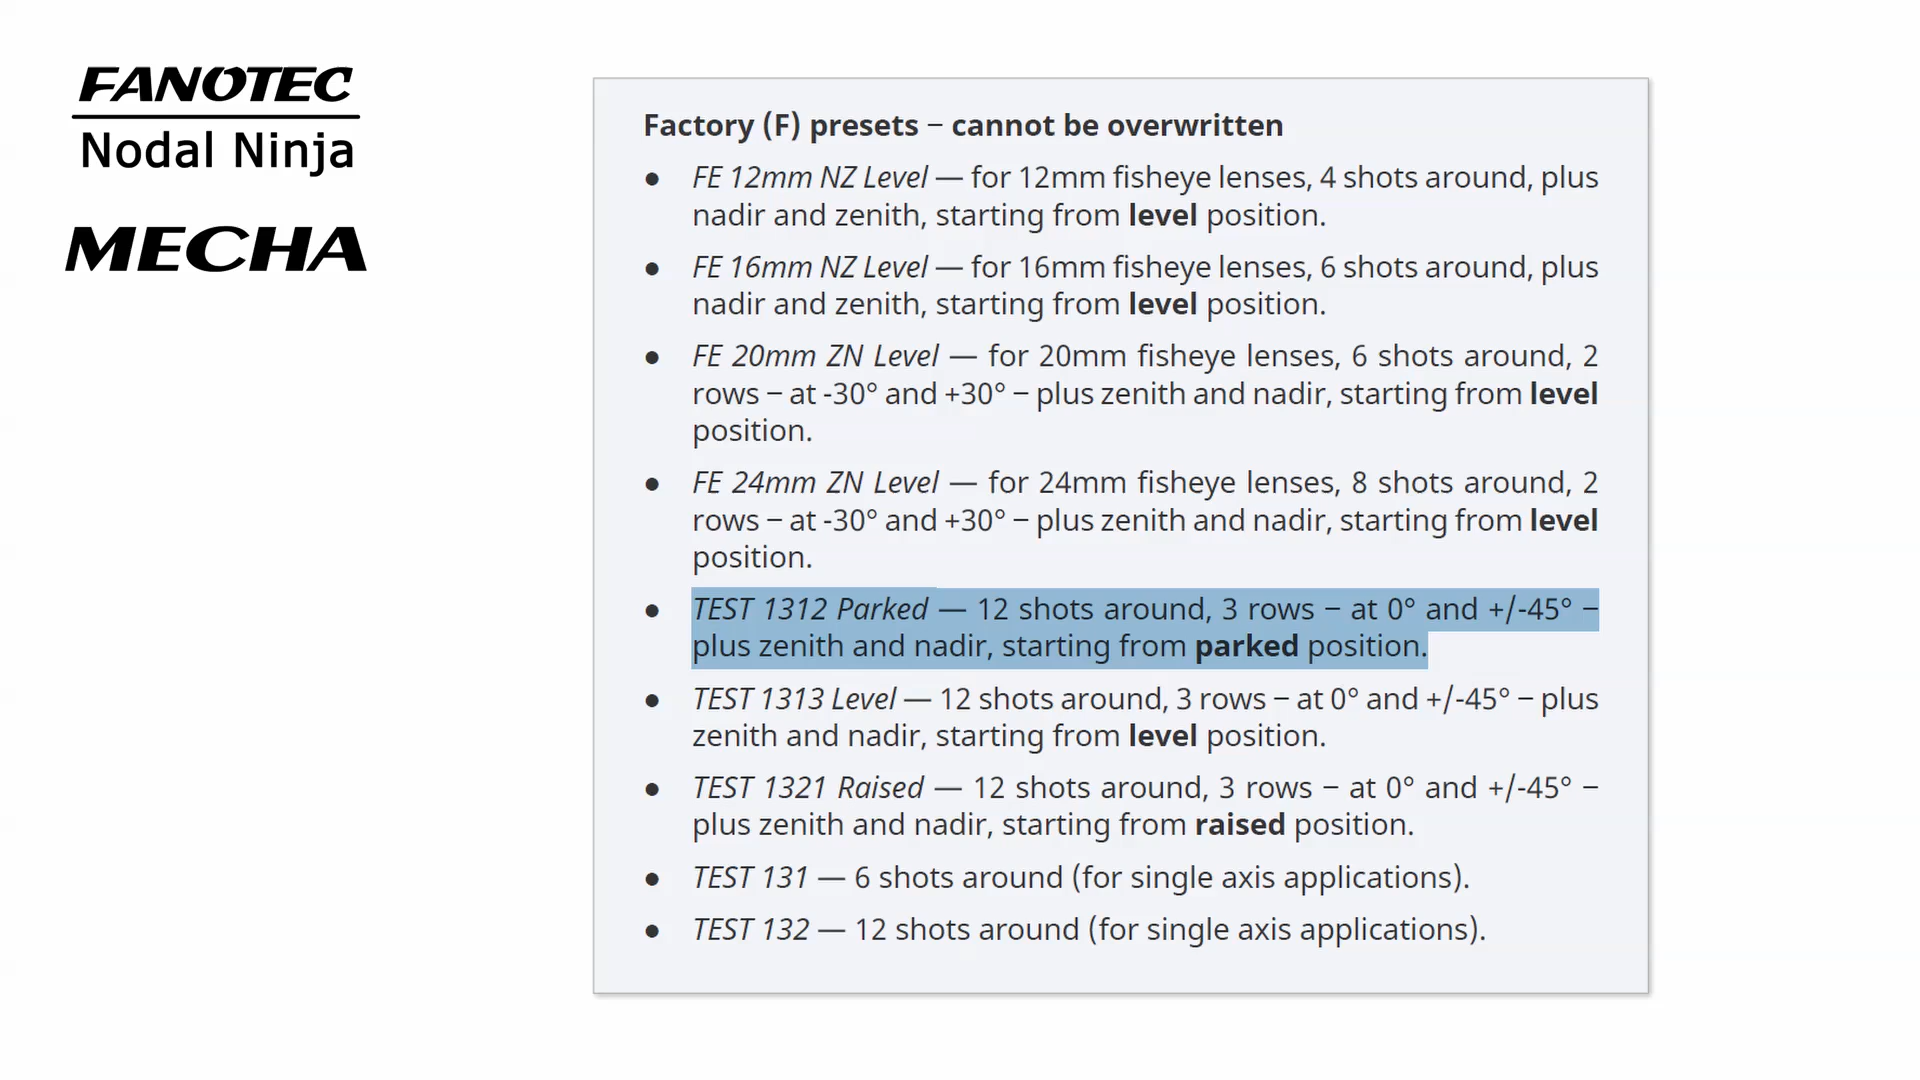 FANOTEC
Nodal Ninja
MECHA
Factory (F) presets – cannot be overwritten
● FE 12mm NZ Level — for 12mm fisheye lenses, 4 shots around, plus
nadir and zenith, starting from level position.
● FE 16mm NZ Level — for 16mm fisheye lenses, 6 shots around, plus
nadir and zenith, starting from level position.
● FE 20mm ZN Level — for 20mm fisheye lenses, 6 shots around, 2
rows – at -30° and +30° – plus zenith and nadir, starting from level
position.
● FE 24mm ZN Level — for 24mm fisheye lenses, 8 shots around, 2
rows – at -30° and +30° – plus zenith and nadir, starting from level
position.
● TEST 1312 Parked — 12 shots around, 3 rows – at 0° and +/-45° –
plus zenith and nadir, starting from parked position.
● TEST 1313 Level — 12 shots around, 3 rows – at 0° and +/-45° – plus
zenith and nadir, starting from level position.
● TEST 1321 Raised — 12 shots around, 3 rows – at 0° and +/-45° –
plus zenith and nadir, starting from raised position.
● TEST 131 — 6 shots around (for single axis applications).
● TEST 132 — 12 shots around (for single axis applications).